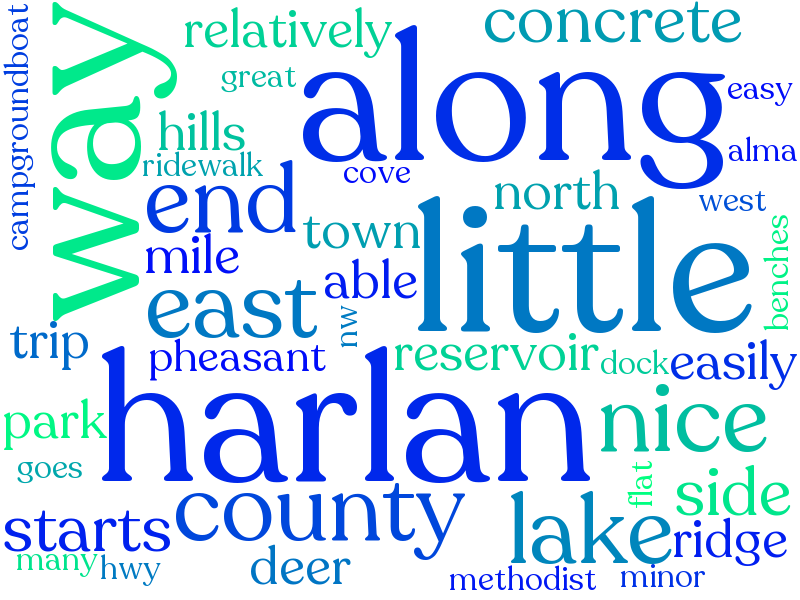 campgroundboat
way
relatively
concrete
great
along
easy
hills
alma
ridewalk
cove
end
north
west
little
town
mile
able
benches
east
nw
trip
pheasant
reservoir
dock
easily
harlan
park
nice
goes
flat
side
county
starts
lake
ridge
many
hwy
deer
methodist
minor